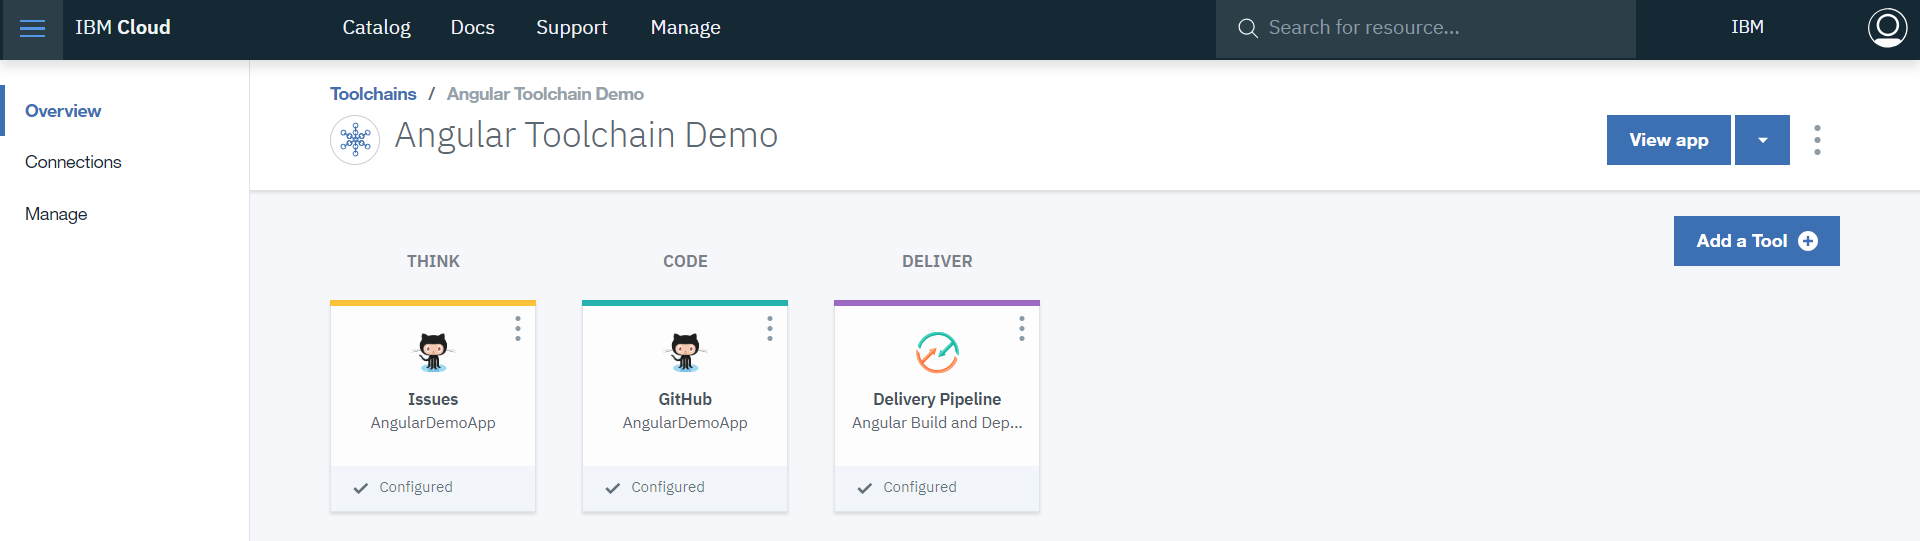 IBM Cloud
Catalog Docs Support Manage
Search for resource...
IBM
Overview
Connections
Manage
Toolchains / Angular Toolchain Demo
Angular Toolchain Demo
View app
Add a Tool
THINK
Issues
AngularDemoApp
Configured
CODE
GitHub
AngularDemoApp
Configured
DELIVER
Delivery Pipeline
Angular Build and Dep...
Configured